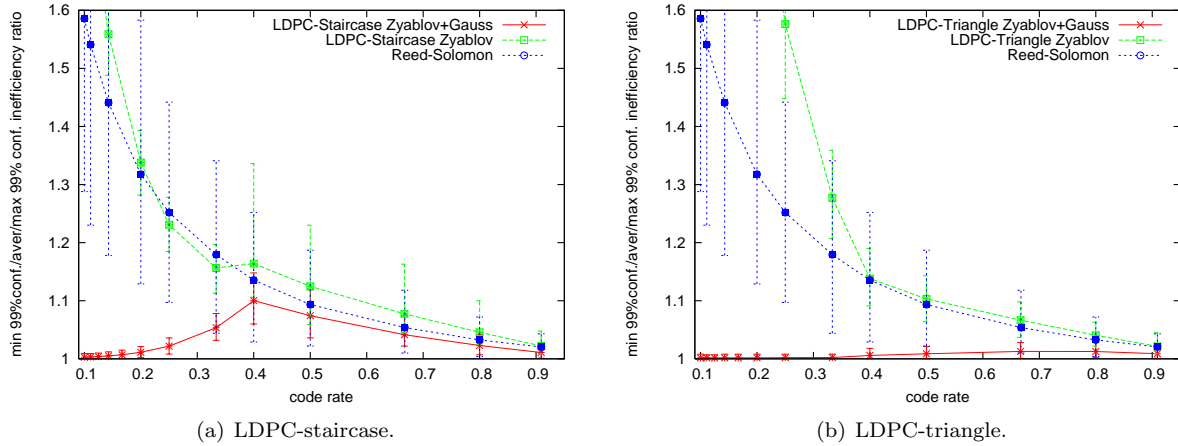 min 99%conf./aver/max 99% conf. inefficiency ratio
1.6
1.5
1.4
1.3
1.2
1.1
1
0.1 0.2 0.3 0.4 0.5 0.6 0.7 0.8 0.9
code rate
LDPC-Staircase Zyablov+Gauss
LDPC-Staircase Zyablov
Reed-Solomon
(a) LDPC-staircase.
min 99%conf./aver/max 99% conf. inefficiency ratio
1.6
1.5
1.4
1.3
1.2
1.1
1
0.1 0.2 0.3 0.4 0.5 0.6 0.7 0.8 0.9
code rate
LDPC-Triangle Zyablov+Gauss
LDPC-Triangle Zyablov
Reed-Solomon
(b) LDPC-triangle.